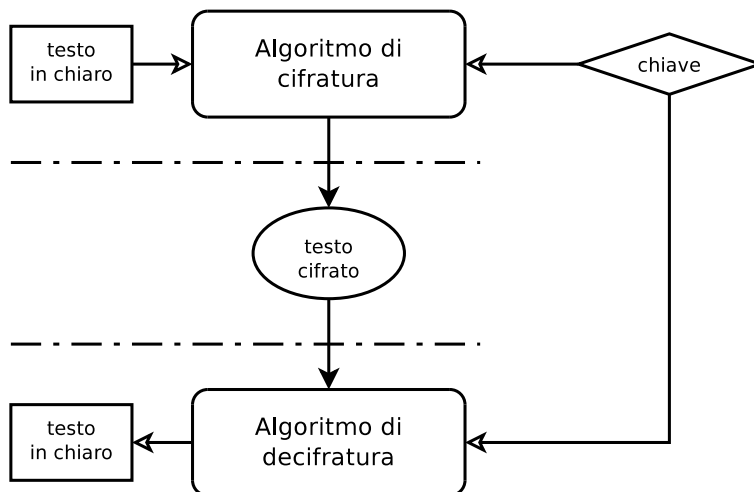 testo
in chiaro
Algoritmo di
cifratura
chiave
testo
cifrato
testo
in chiaro
Algoritmo di
decifratura